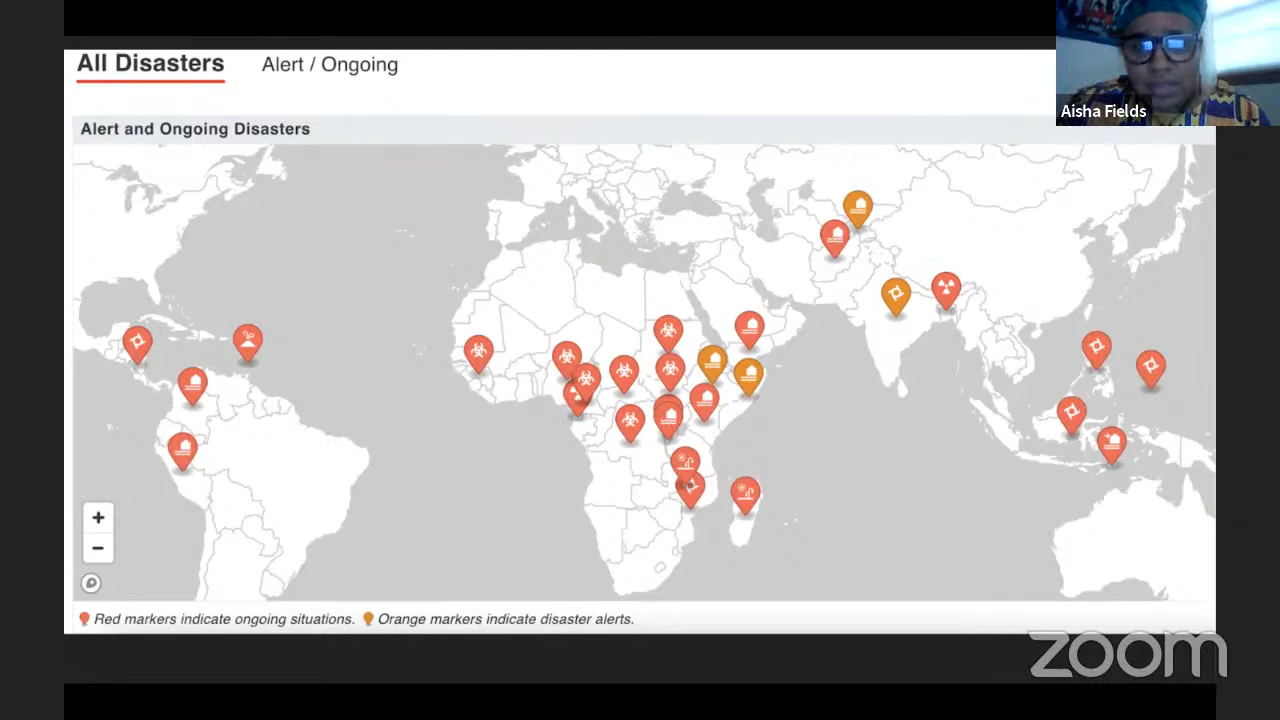 All Disasters Alert / Ongoing
Aisha Fields
Alert and Ongoing Disasters
+
−
Red markers indicate ongoing situations. Orange markers indicate disaster alerts.
zoom